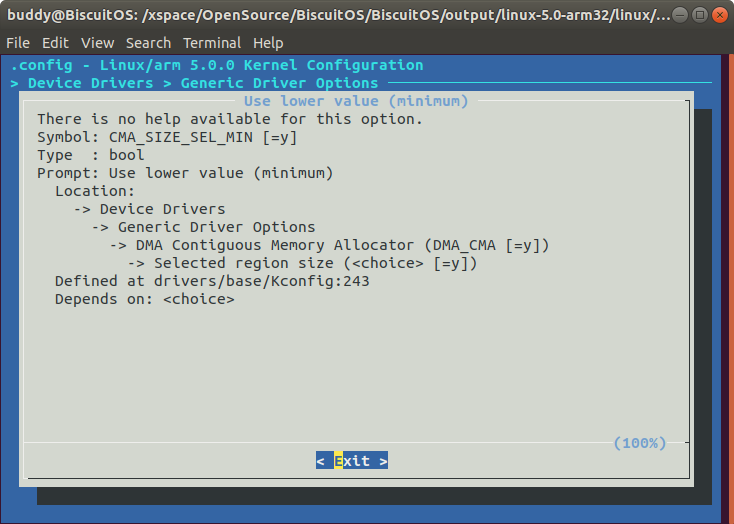 buddy@BiscuitOS: /xspace/OpenSource/BiscuitOS/BiscuitOS/output/linux-5.0-arm32/linux/...
File Edit View Search Terminal Help
.config - Linux/arm 5.0.0 Kernel Configuration
> Device Drivers > Generic Driver Options
Use lower value (minimum)
There is no help available for this option.
Symbol: CMA_SIZE_SEL_MIN [=y]
Type  : bool
Prompt: Use lower value (minimum)
Location:
-> Device Drivers
-> Generic Driver Options
-> DMA Contiguous Memory Allocator (DMA_CMA [=y])
-> Selected region size (<choice> [=y])
Defined at drivers/base/Kconfig:243
Depends on: <choice>
(100%)
< Exit >